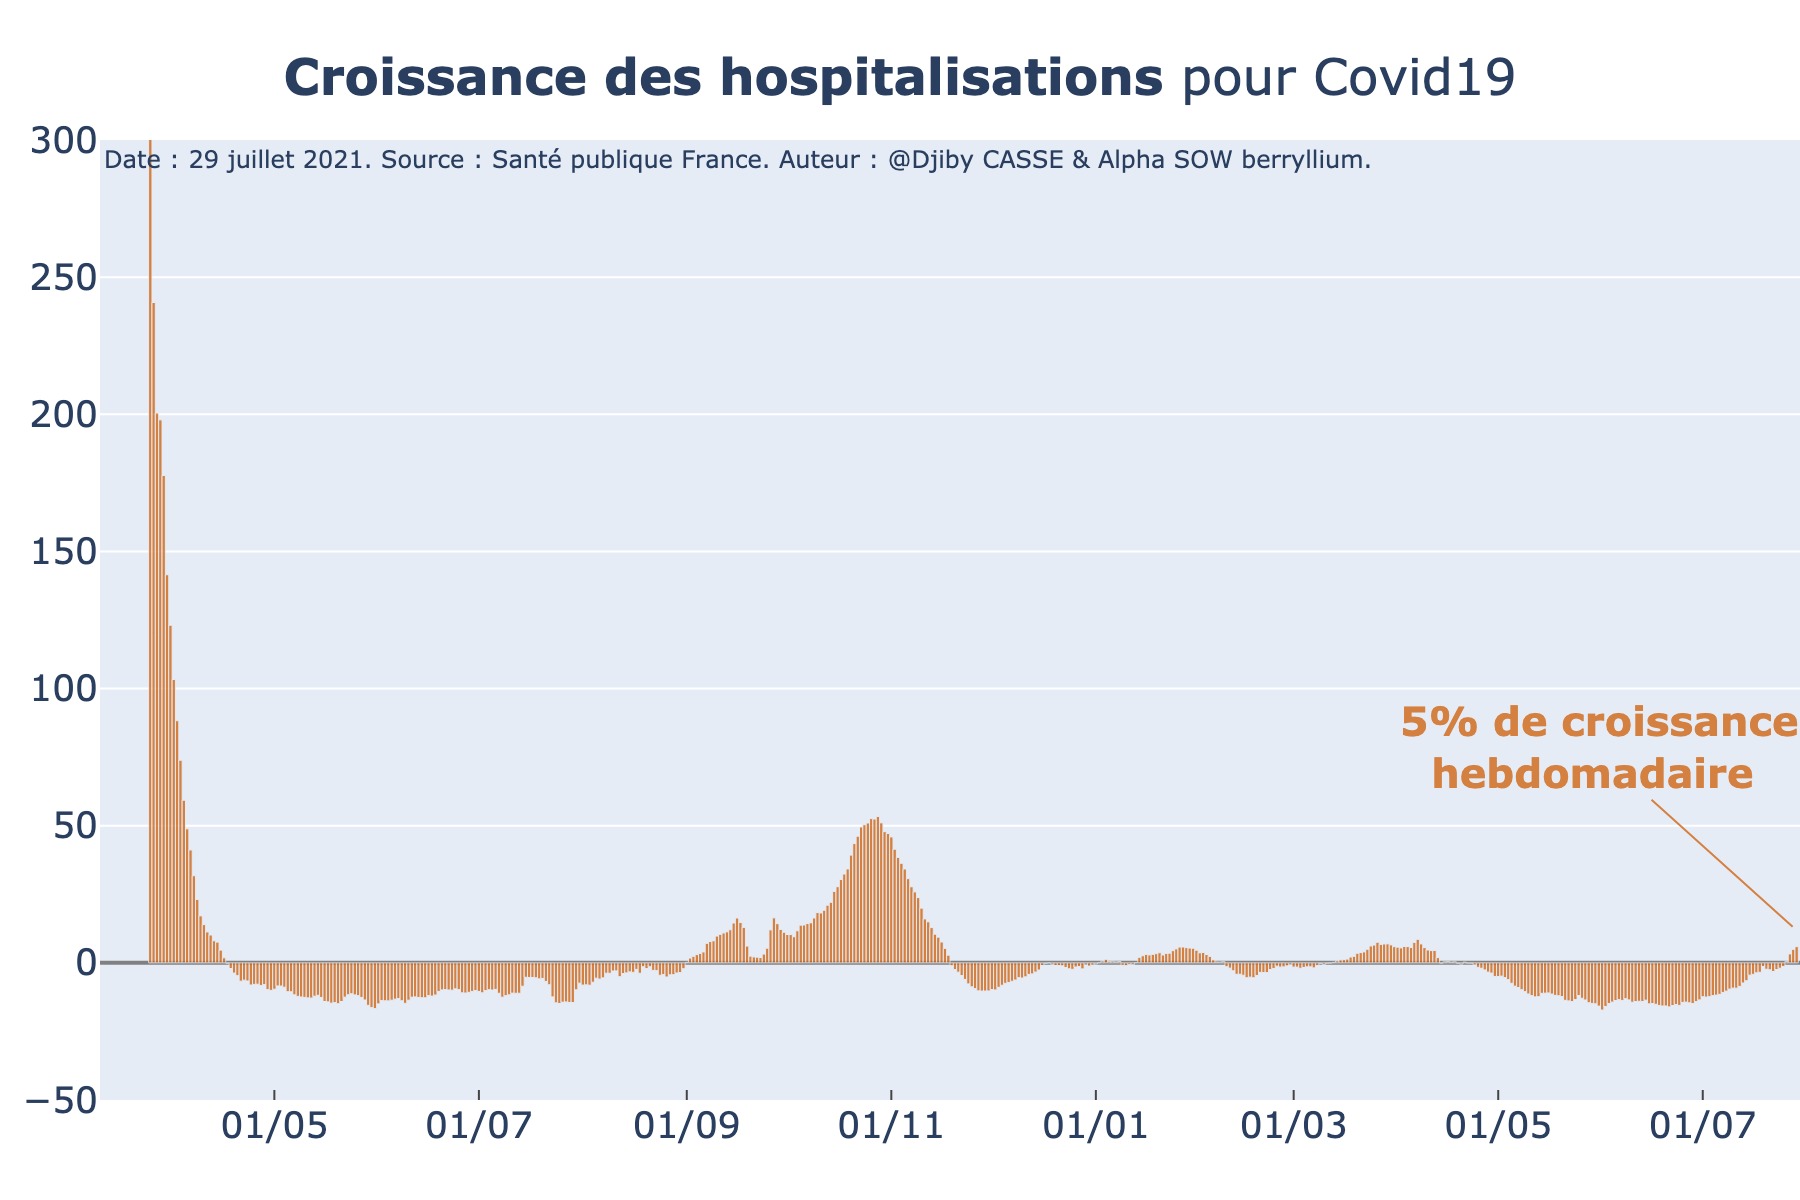 Croissance des hospitalisations pour Covid19
300
Date : 29 juillet 2021. Source : Santé publique France. Auteur : @Djiby CASSE & Alpha SOW berryllium.
250
200
150
100
5% de croissance
hebdomadaire
50
0
−50
01/05 01/07 01/09 01/11 01/01 01/03 01/05 01/07